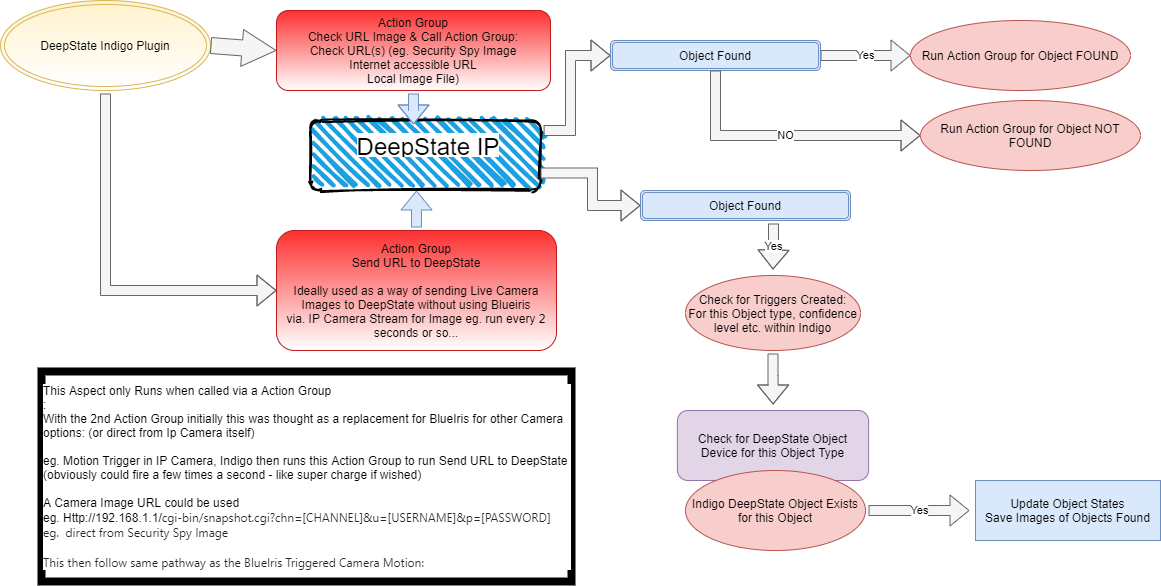 DeepState Indigo Plugin
Action Group
Check URL Image & Call Action Group:
Check URL(s) (eg. Security Spy Image
Internet accessible URL
Local Image File)
DeepState IP
Object Found
Yes
Run Action Group for Object FOUND
NO
Run Action Group for Object NOT
FOUND
Object Found
Yes
Action Group
Send URL to DeepState
Ideally used as a way of sending Live Camera
Images to DeepState without using Blueiris
via. IP Camera Stream for Image eg. run every 2
seconds or so...
Check for Triggers Created:
For this Object type, confidence
level etc. within Indigo
Check for DeepState Object
Device for this Object Type
Indigo DeepState Object Exists
for this Object
Yes
Update Object States
Save Images of Objects Found
This Aspect only Runs when called via a Action Group
:
With the 2nd Action Group initially this was thought as a replacement for BlueIris for other Camera
options: (or direct from Ip Camera itself)
eg. Motion Trigger in IP Camera, Indigo then runs this Action Group to run Send URL to DeepState
(obviously could fire a few times a second - like super charge if wished)
A Camera Image URL could be used
eg. Http://192.168.1.1/cgi-bin/snapshot.cgi?chn=[CHANNEL]&u=[USERNAME]&p=[PASSWORD]
eg. direct from Security Spy Image
This then follow same pathway as the BlueIris Triggered Camera Motion: